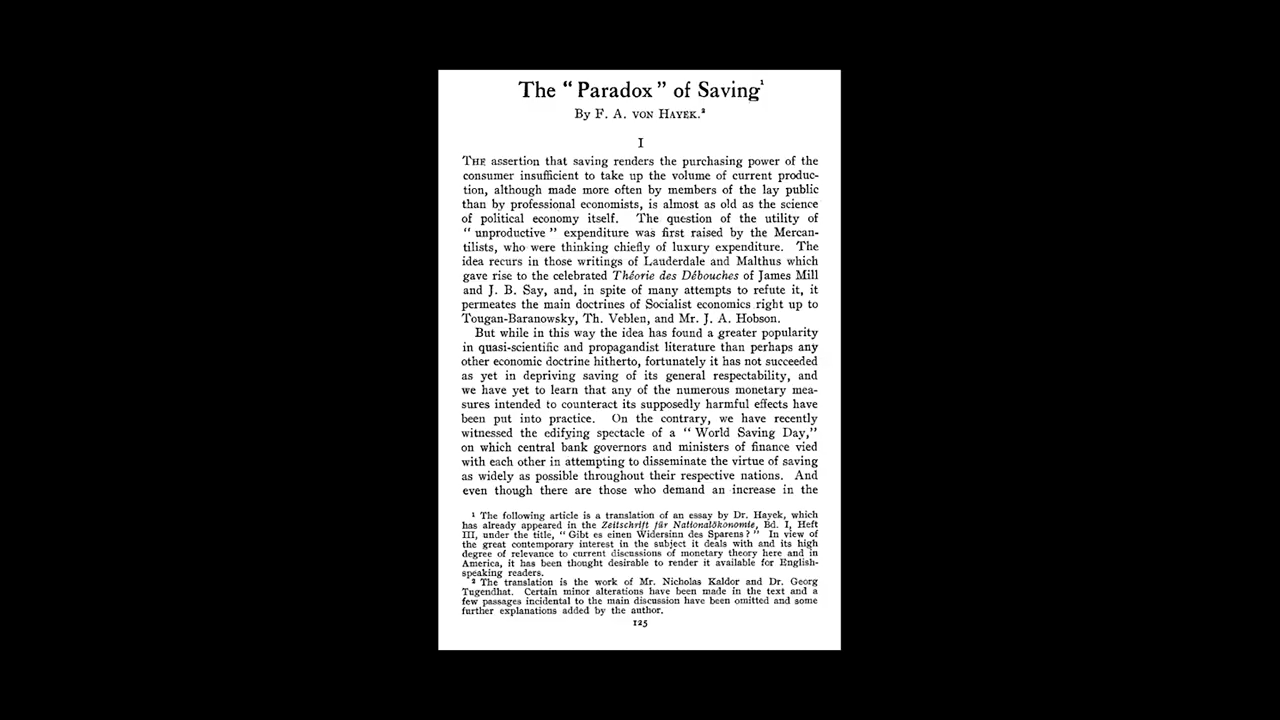 The “ Paradox ” of Saving¹
By F. A. VON HAYEK.²
I
THE assertion that saving renders the purchasing power of the
consumer insufficient to take up the volume of current produc-
tion, although made more often by members of the lay public
than by professional economists, is almost as old as the science
of political economy itself. The question of the utility of
“ unproductive ” expenditure was first raised by the Mercan-
tilists, who were thinking chiefly of luxury expenditure. The
idea recurs in those writings of Lauderdale and Malthus which
gave rise to the celebrated Théorie des Débouches of James Mill
and J. B. Say, and, in spite of many attempts to refute it, it
permeates the main doctrines of Socialist economics right up to
Tougan-Baranowsky, Th. Veblen, and Mr. J. A. Hobson.
But while in this way the idea has found a greater popularity
in quasi-scientific and propagandist literature than perhaps any
other economic doctrine hitherto, fortunately it has not succeeded
as yet in depriving saving of its general respectability, and
we have yet to learn that any of the numerous monetary mea-
sures intended to counteract its supposedly harmful effects have
been put into practice. On the contrary, we have recently
witnessed the edifying spectacle of a “ World Saving Day,”
on which central bank governors and ministers of finance vied
with each other in attempting to disseminate the virtue of saving
as widely as possible throughout their respective nations. And
even though there are those who demand an increase in the
¹ The following article is a translation of an essay by Dr. Hayek, which
has already appeared in the Zeitschrift für Nationalökonomie, Bd. I, Heft
III, under the title, “ Gibt es einen Widersinn des Sparens ? ” In view of
the great contemporary interest in the subject it deals with and its high
degree of relevance to current discussions of monetary theory here and in
America, it has been thought desirable to render it available for English-
speaking readers.
² The translation is the work of Mr. Nicholas Kaldor and Dr. Georg
Tugendhat. Certain minor alterations have been made in the text and a
few passages incidental to the main discussion have been omitted and some
further explanations added by the author.
125